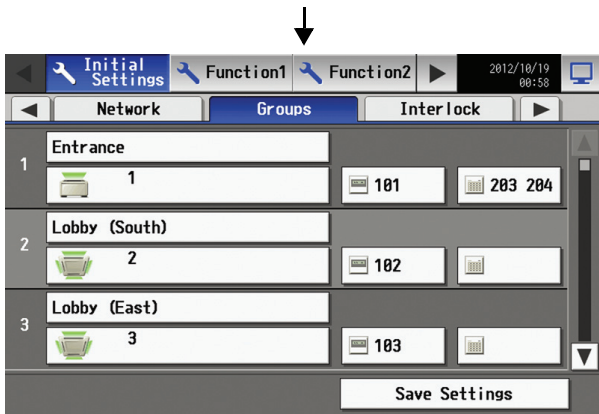 Initial
Settings
Function1
Function2
2012/10/19
00:58
Network
Groups
Interlock
1
Entrance
1
101
203 204
2
Lobby (South)
2
102
3
Lobby (East)
3
103
Save Settings